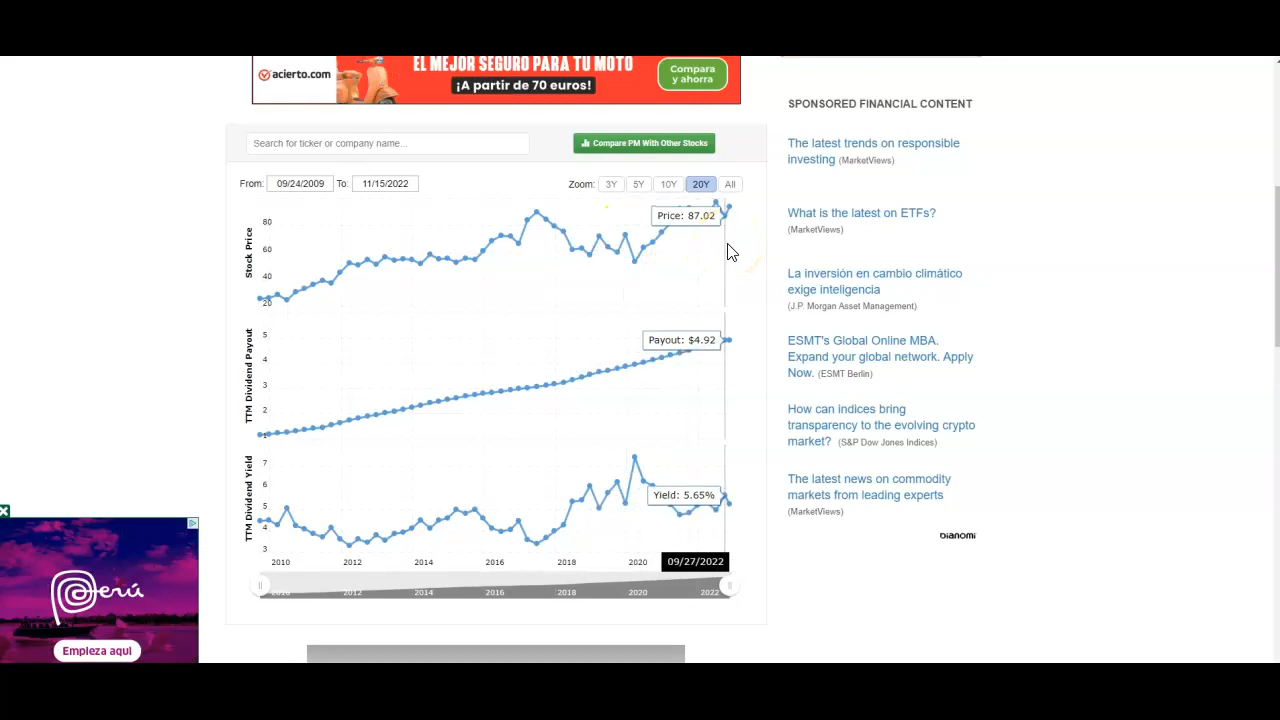 acierto.com
EL MEJOR SEGURO PARA TU MOTO
¡A partir de 70 euros!
Compara
y ahorra
Search for ticker or company name...
Compare PM With Other Stocks
From: 09/24/2009 To: 11/15/2022
Zoom: 3Y 5Y 10Y 20Y All
Stock Price
80
60
40
20
Price: 87.02
TTM Dividend Payout
5
4
3
2
1
Payout: $4.92
TTM Dividend Yield
7
6
5
4
3
Yield: 5.65%
2010 2012 2014 2016 2018 2020 09/27/2022
2010 2012 2014 2016 2018 2020 2022
SPONSORED FINANCIAL CONTENT
The latest trends on responsible
investing (MarketViews)
What is the latest on ETFs?
(MarketViews)
La inversión en cambio climático
exige inteligencia
(J.P. Morgan Asset Management)
ESMT's Global Online MBA.
Expand your global network. Apply
Now. (ESMT Berlin)
How can indices bring
transparency to the evolving crypto
market? (S&P Dow Jones Indices)
The latest news on commodity
markets from leading experts
(MarketViews)
bianomi
Perú
Empieza aquí